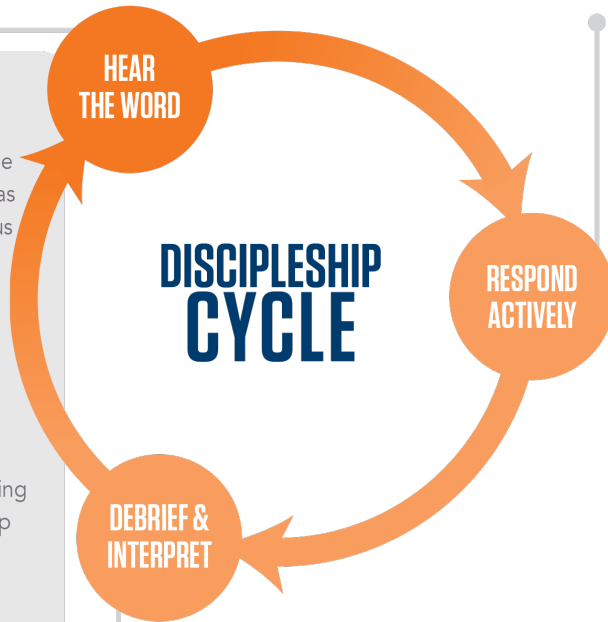 HEAR
THE WORD
DISCIPLESHIP
CYCLE
RESPOND
ACTIVELY
DEBRIEF &
INTERPRET